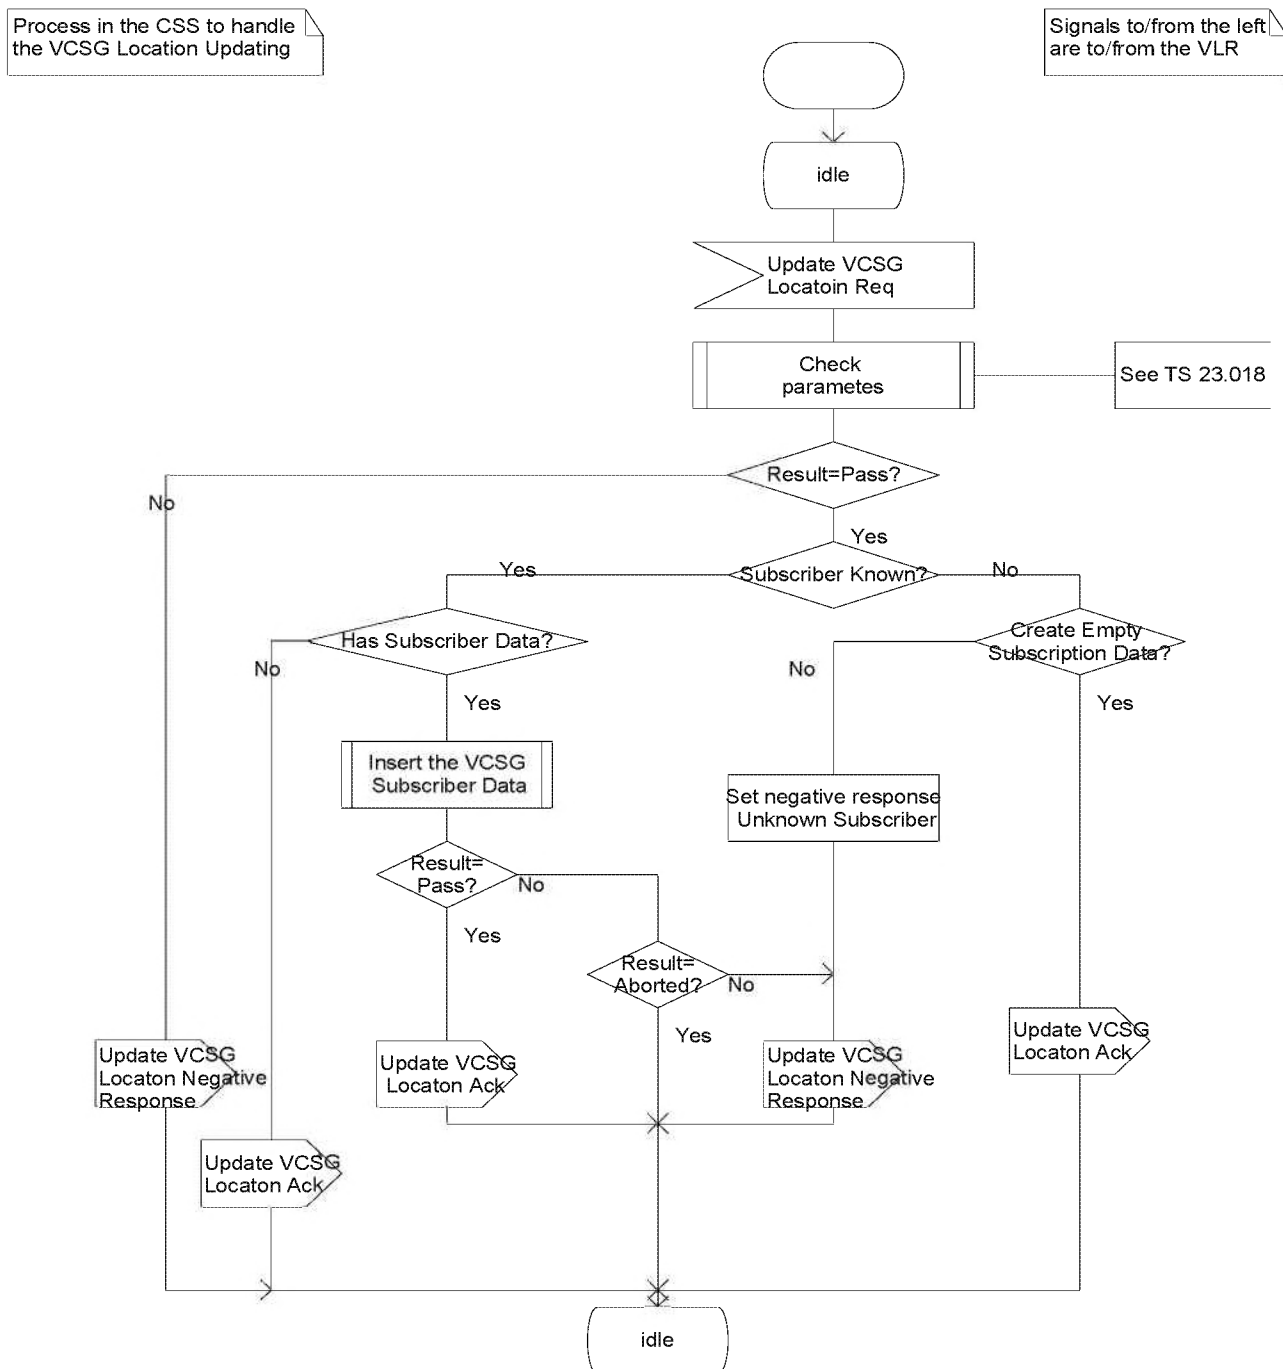 Process in the CSS to handle
the VCSG Location Updating
Signals to/from the left
are to/from the VLR
idle
Update VCSG
Locatoin Req
Check
parametes
See TS 23.018
Result=Pass?
No
Yes
Subscriber Known?
Yes
No
Has Subscriber Data?
Create Empty
Subscription Data?
No
Yes
No
Yes
Insert the VCSG
Subscriber Data
Set negative response
Unknown Subscriber
Result=
Pass?
No
Yes
Result=
Aborted?
No
Yes
Update VCSG
Locaton Negative
Response
Update VCSG
Locaton Ack
Update VCSG
Locaton Negative
Response
Update VCSG
Locaton Ack
Update VCSG
Locaton Ack
idle